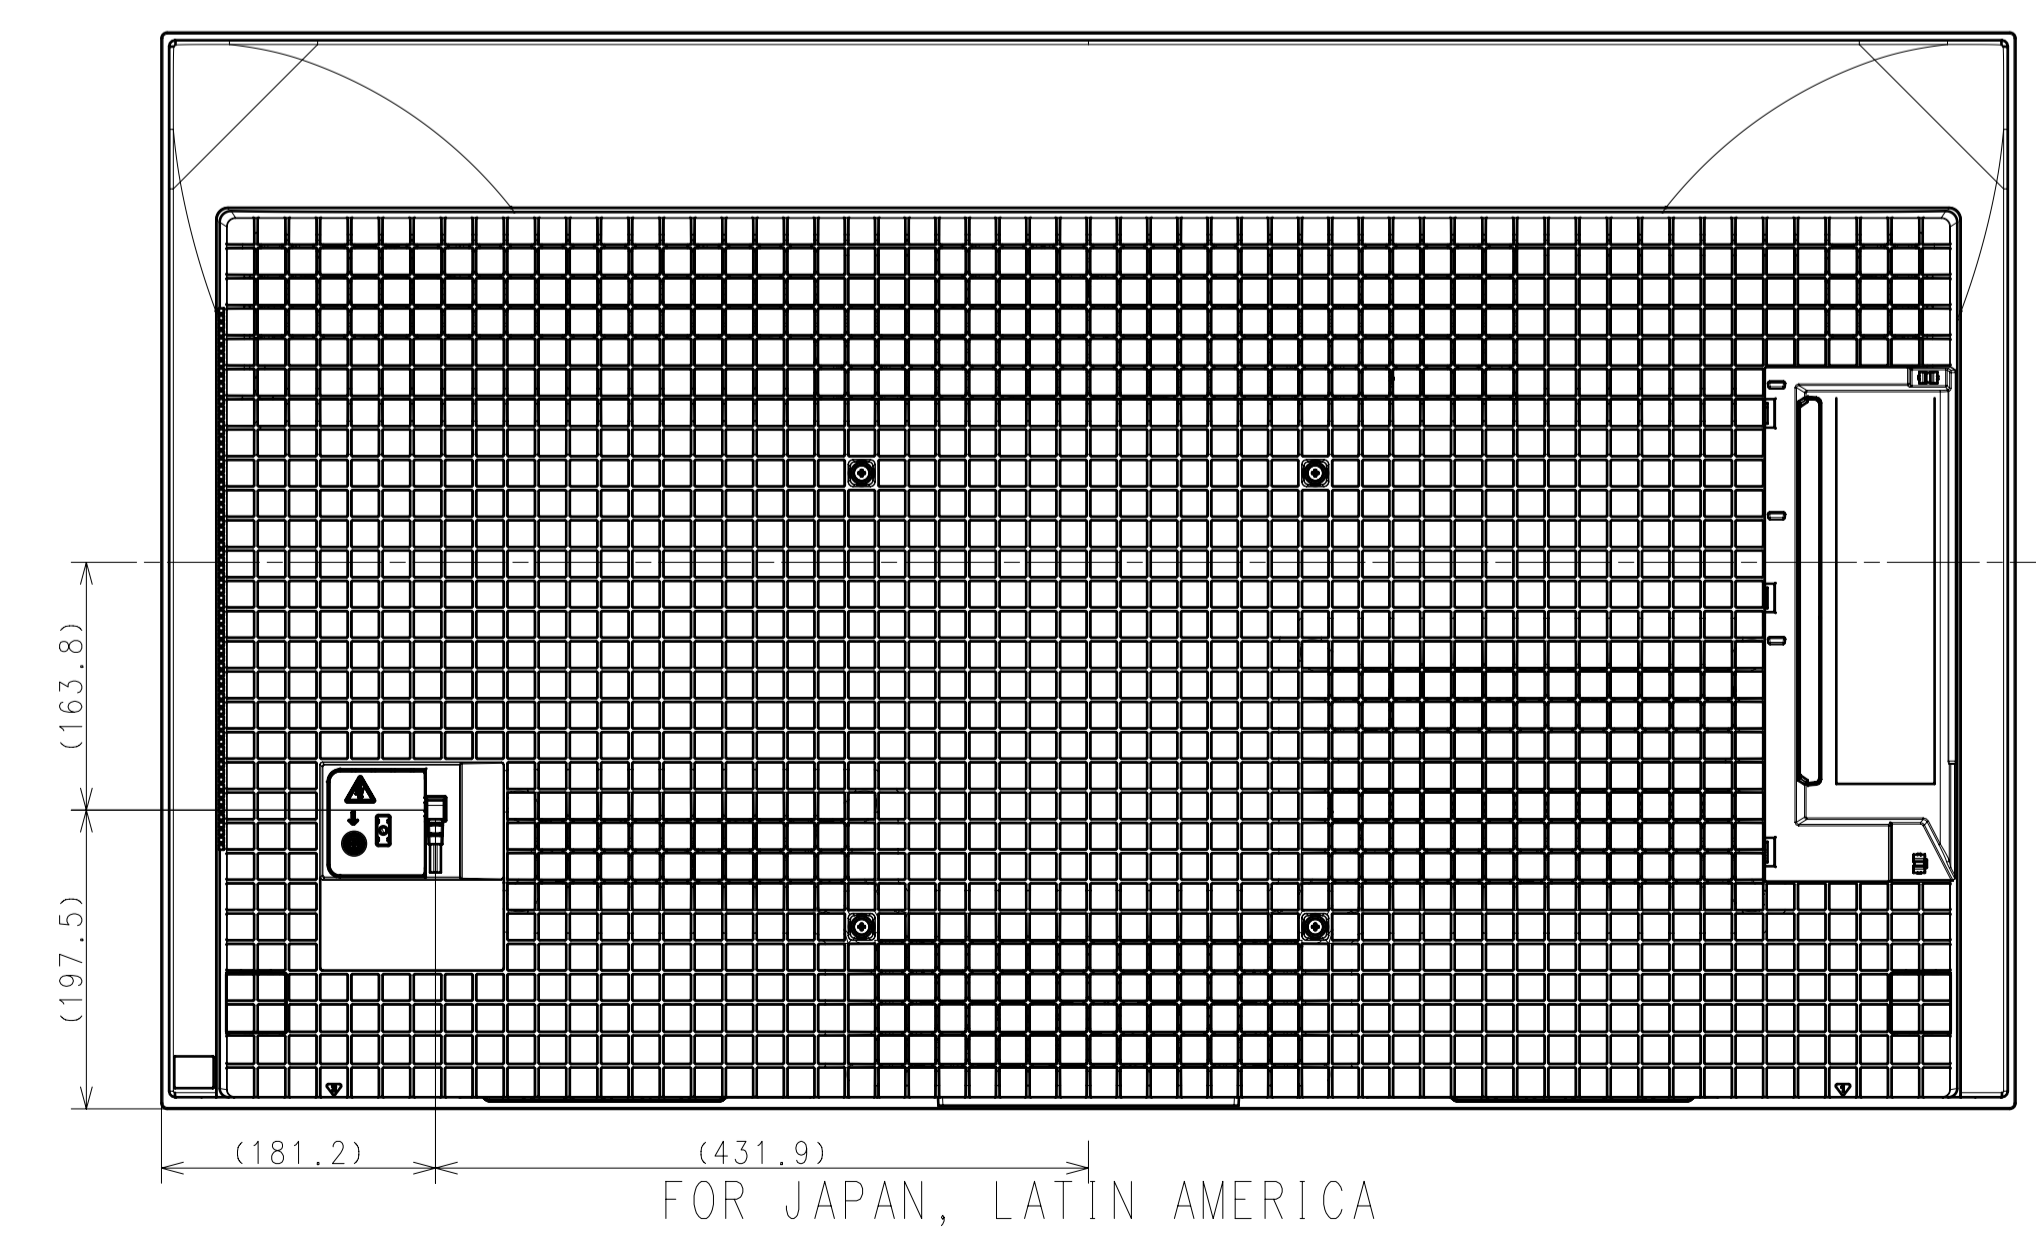 (163.8)
(197.5)
(181.2)
(431.9)
FOR JAPAN, LATIN AMERICA